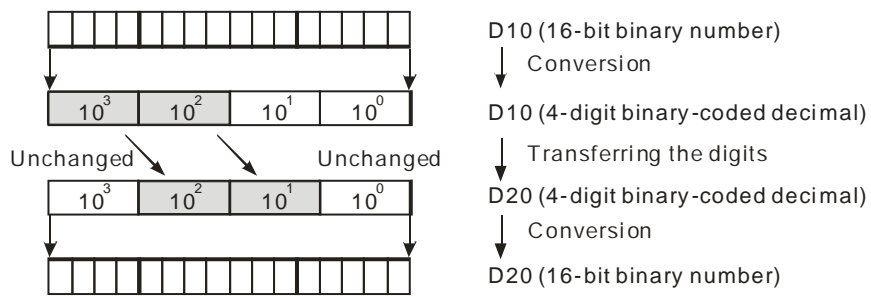 D10 (16-bit binary number)
Conversion
10³ 10² 10¹ 10⁰
D10 (4-digit binary-coded decimal)
Unchanged Unchanged
Transferring the digits
10³ 10² 10¹ 10⁰
D20 (4-digit binary-coded decimal)
Conversion
D20 (16-bit binary number)